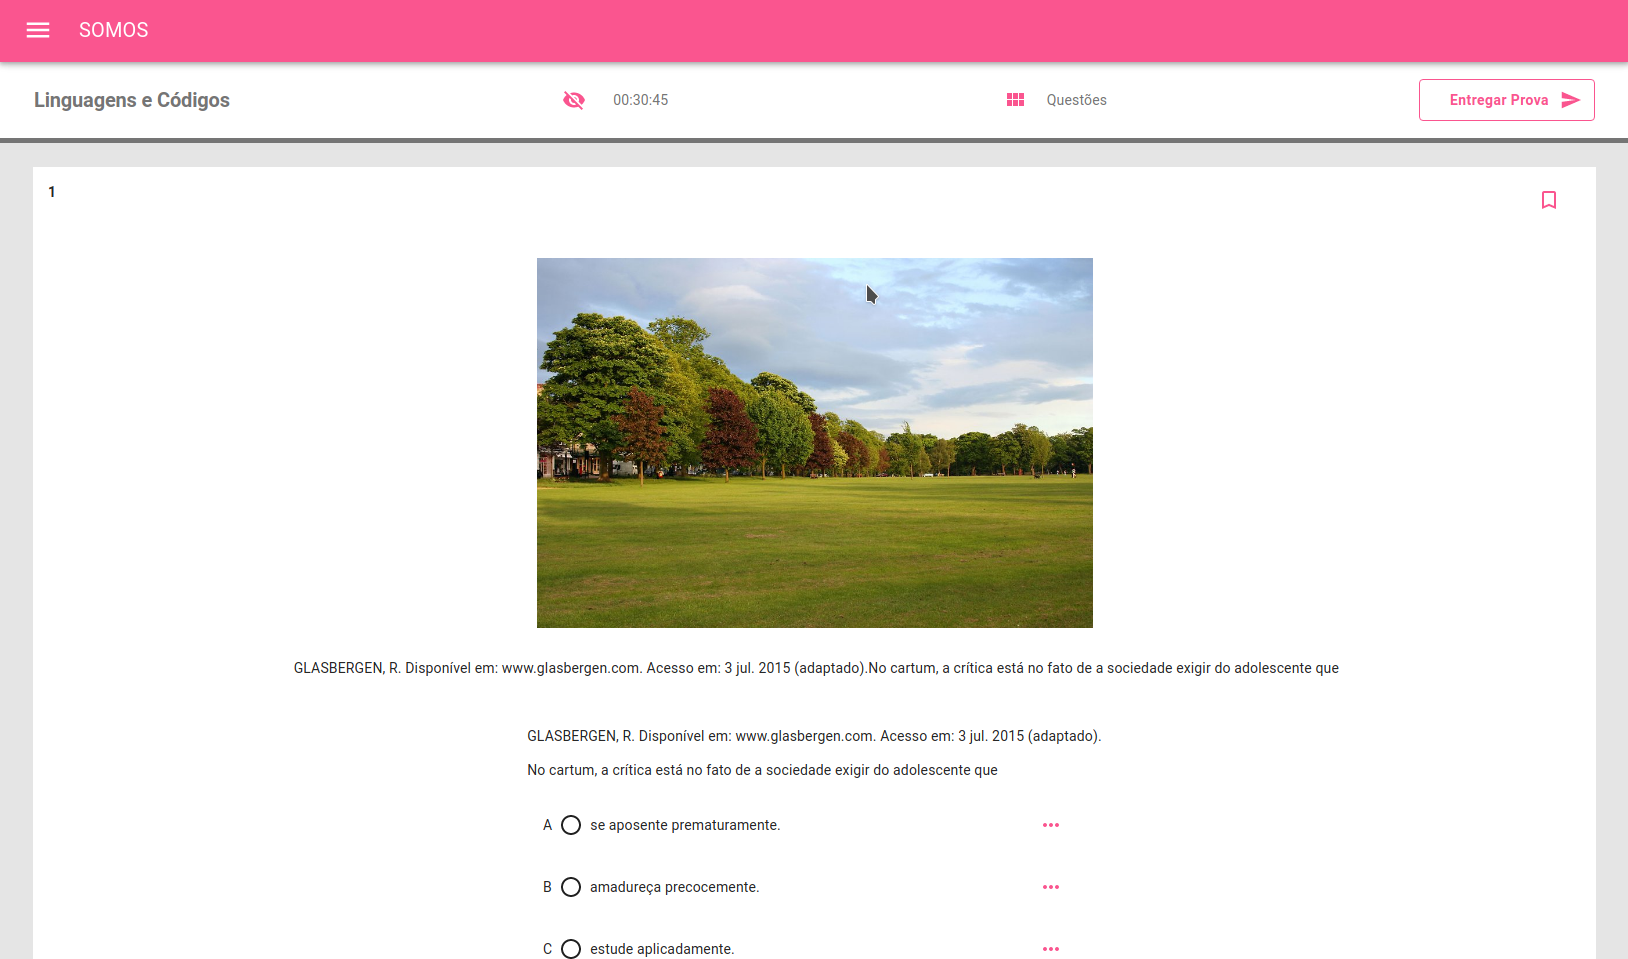 SOMOS
Linguagens e Códigos
00:30:45
Questões
Entregar Prova
1
GLASBERGEN, R. Disponível em: www.glasbergen.com. Acesso em: 3 jul. 2015 (adaptado).No cartum, a crítica está no fato de a sociedade exigir do adolescente que
GLASBERGEN, R. Disponível em: www.glasbergen.com. Acesso em: 3 jul. 2015 (adaptado).
No cartum, a crítica está no fato de a sociedade exigir do adolescente que
A se aposente prematuramente.
B amadureça precocemente.
C estude aplicadamente.